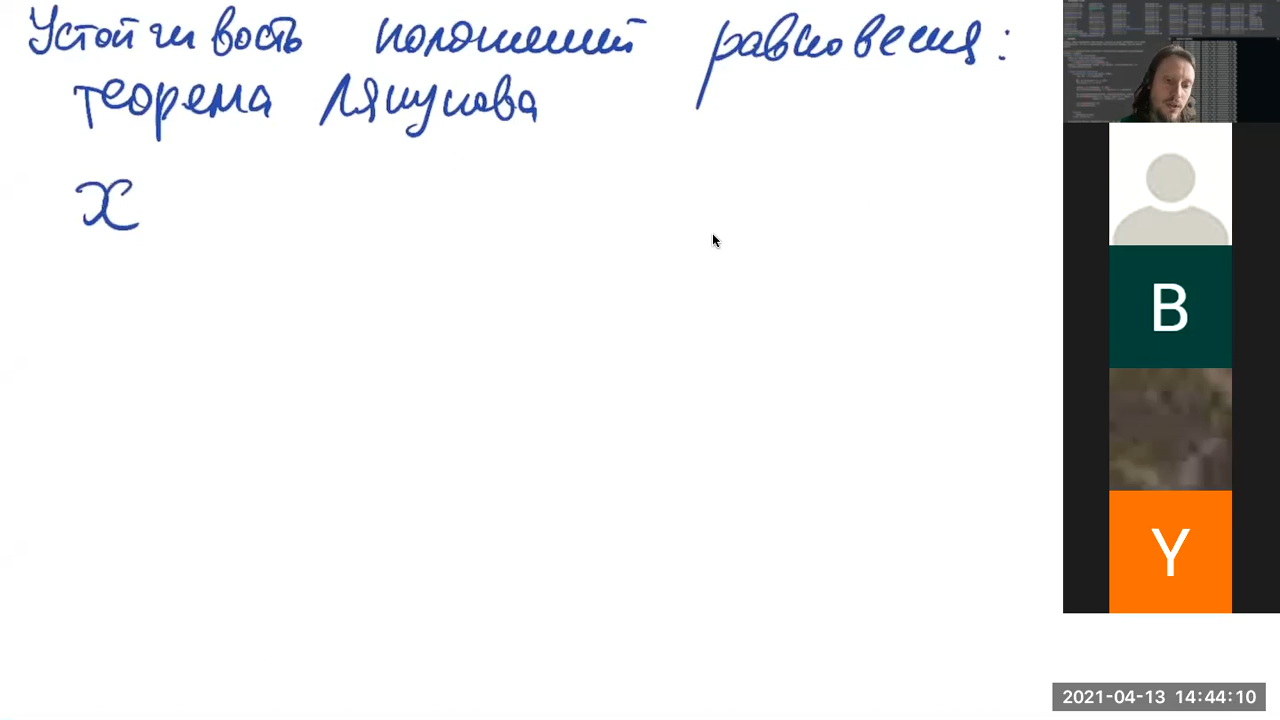 Устойчивость положений равновесия:
теорема Ляпунова
x
B
Y
2021-04-13 14:44:10